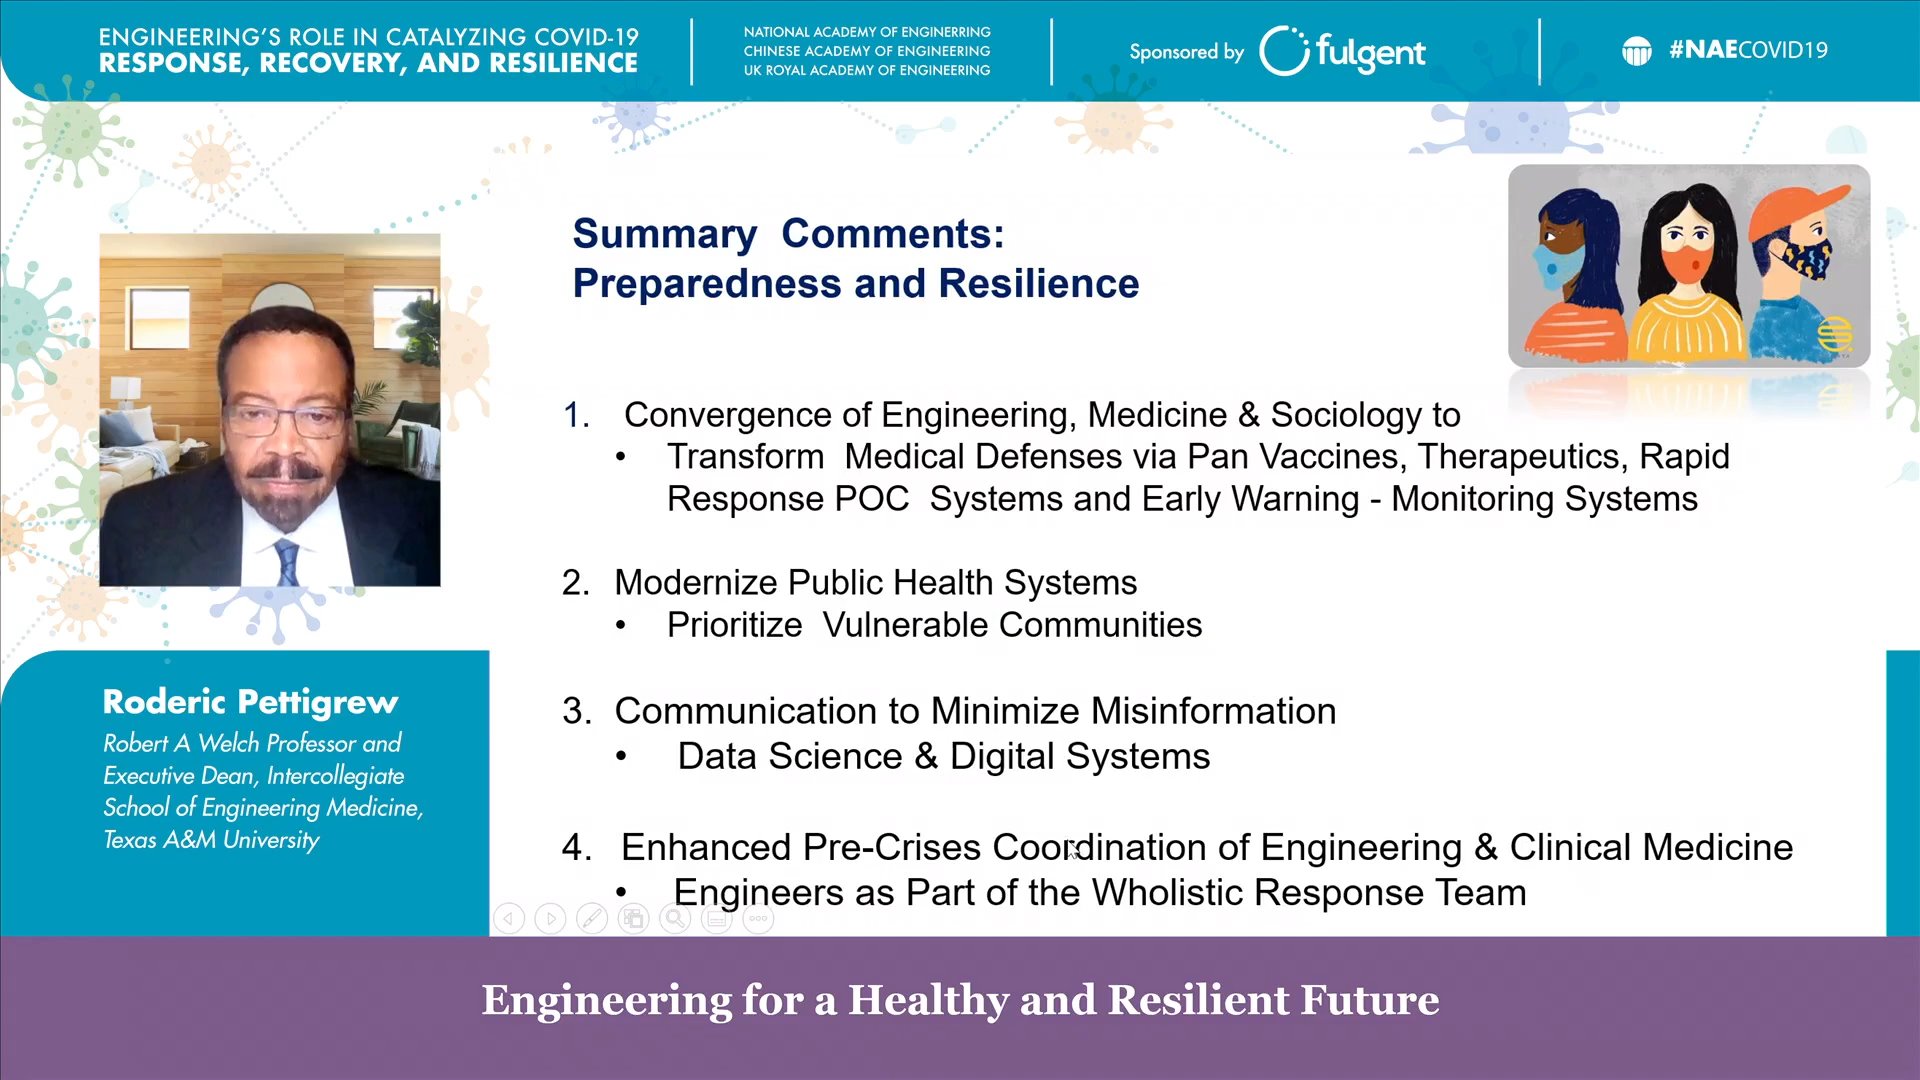 ENGINEERING'S ROLE IN CATALYZING COVID-19
RESPONSE, RECOVERY, AND RESILIENCE
NATIONAL ACADEMY OF ENGINERRING
CHINESE ACADEMY OF ENGINEERING
UK ROYAL ACADEMY OF ENGINEERING
Sponsored by fulgent
#NAECOVID19
Summary Comments:
Preparedness and Resilience
1. Convergence of Engineering, Medicine & Sociology to
• Transform Medical Defenses via Pan Vaccines, Therapeutics, Rapid
Response POC Systems and Early Warning - Monitoring Systems
2. Modernize Public Health Systems
• Prioritize Vulnerable Communities
3. Communication to Minimize Misinformation
• Data Science & Digital Systems
4. Enhanced Pre-Crises Coordination of Engineering & Clinical Medicine
• Engineers as Part of the Wholistic Response Team
Roderic Pettigrew
Robert A Welch Professor and
Executive Dean, Intercollegiate
School of Engineering Medicine,
Texas A&M University
Engineering for a Healthy and Resilient Future